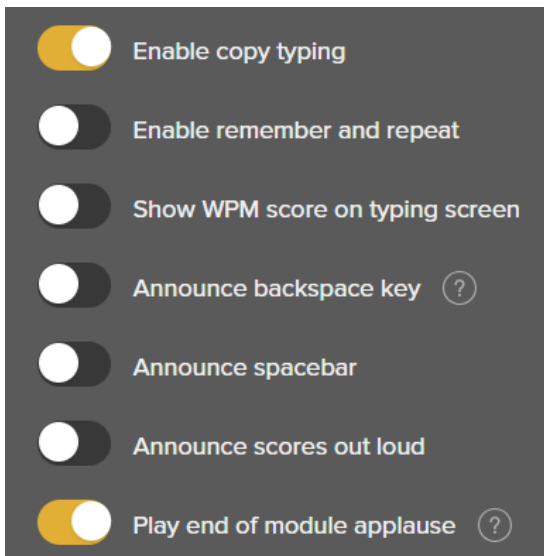 Enable copy typing
Enable remember and repeat
Show WPM score on typing screen
Announce backspace key ?
Announce spacebar
Announce scores out loud
Play end of module applause ?